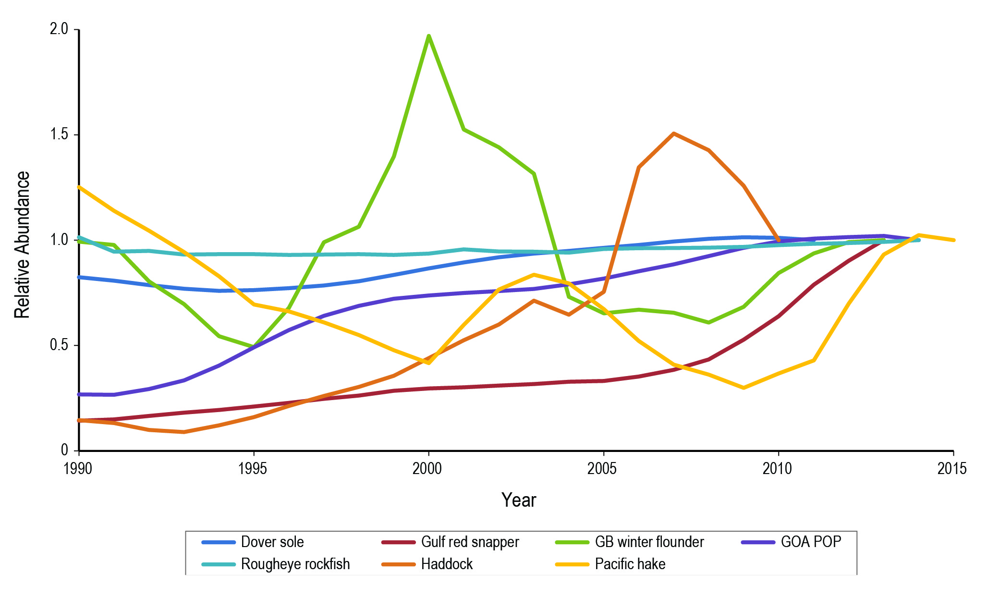 2.0
1.5
1.0
0.5
0
Relative Abundance
1990 1995 2000 2005 2010 2015
Year
Dover sole Gulf red snapper GB winter flounder GOA POP
Rougheye rockfish Haddock Pacific hake